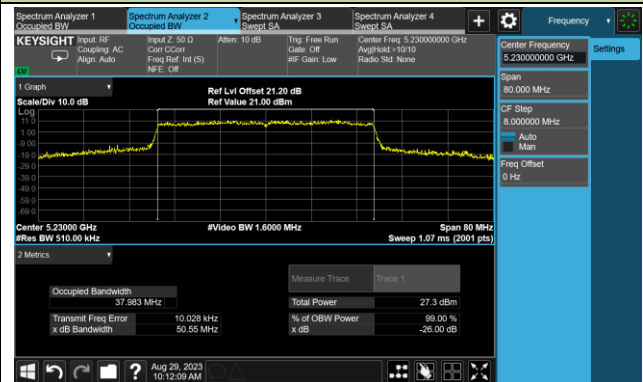 Spectrum Analyzer 1
Occupied BW
Spectrum Analyzer 2
Occupied BW
Spectrum Analyzer 3
Swept SA
Spectrum Analyzer 4
Swept SA
+
Frequency
KEYSIGHT
Input: RF
Coupling: AC
Align: Auto
Input Z: 50 Ω
Corr CCorr
Freq Ref: Int (S)
NFE: Off
Atten: 10 dB
Trig: Free Run
Gate: Off
#IF Gain: Low
Center Freq: 5.230000000 GHz
Avg|Hold:>10/10
Radio Std: None
LXI
Center Frequency
5.230000000 GHz
Settings
Span
80.000 MHz
CF Step
8.000000 MHz
Auto
Man
Freq Offset
0 Hz
1 Graph
Scale/Div 10.0 dB
Ref Lvl Offset 21.20 dB
Ref Value 21.00 dBm
Log
11.0
1.00
-9.00
-19.0
-29.0
-39.0
-49.0
-59.0
-69.0
Center 5.23000 GHz
#Res BW 510.00 kHz
#Video BW 1.6000 MHz
Span 80 MHz
Sweep 1.07 ms (2001 pts)
2 Metrics
Measure Trace
Trace 1
Occupied Bandwidth
37.983 MHz
Total Power
27.3 dBm
Transmit Freq Error
10.028 kHz
% of OBW Power
99.00 %
x dB Bandwidth
50.55 MHz
x dB
-26.00 dB
?
Aug 29, 2023
10:12:09 AM